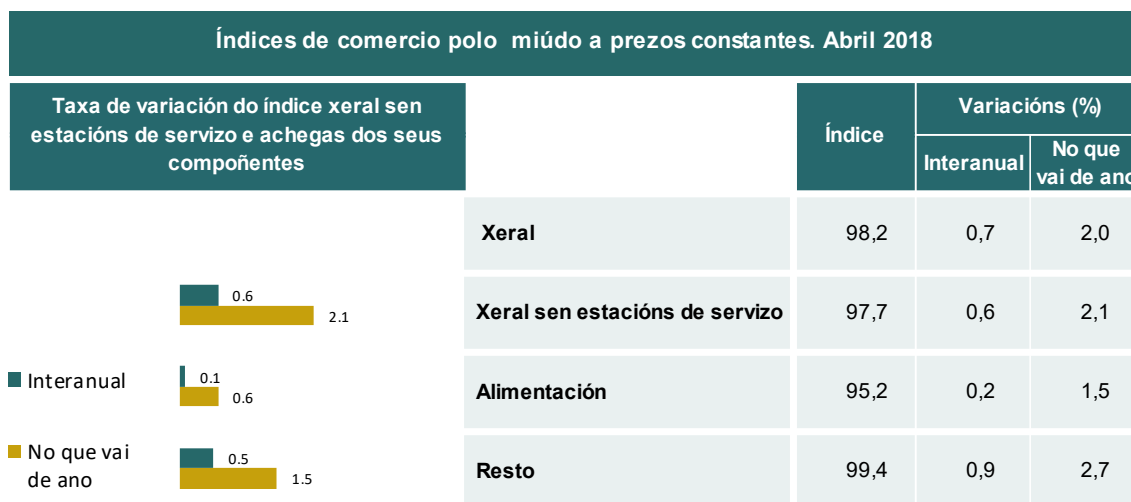 Índices de comercio polo miúdo a prezos constantes. Abril 2018
Taxa de variación do índice xeral sen
estacións de servizo e achegas dos seus
compoñentes
Índice
Variacións (%)
Interanual
No que
vai de ano
Xeral
98,2
0,7
2,0
0.6
2.1
Xeral sen estacións de servizo
97,7
0,6
2,1
Interanual
0.1
0.6
Alimentación
95,2
0,2
1,5
No que vai
de ano
0.5
1.5
Resto
99,4
0,9
2,7